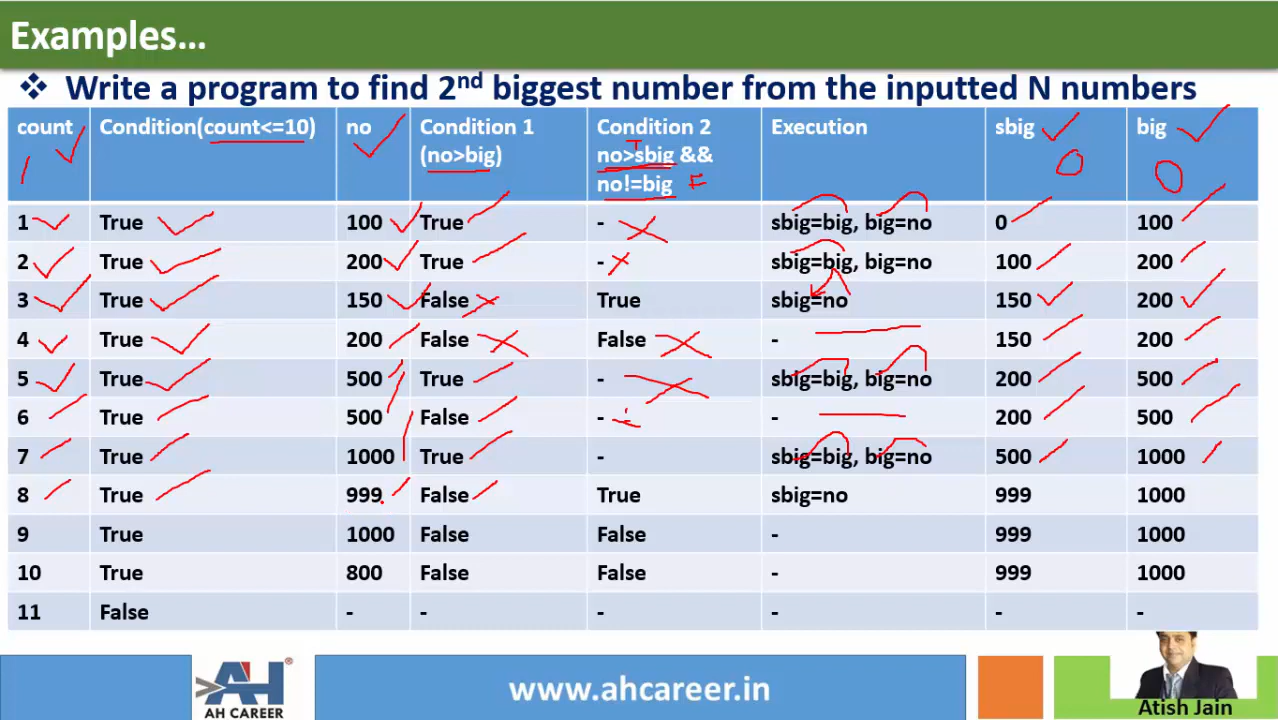 Examples...
❖ Write a program to find 2nd biggest number from the inputted N numbers
count Condition(count<=10) no Condition 1 (no>big) Condition 2 no>sbig && no!=big Execution sbig big
1 T F 0 0
1 True 100 True - sbig=big, big=no 0 100
2 True 200 True - sbig=big, big=no 100 200
3 True 150 False True sbig=no 150 200
4 True 200 False False - 150 200
5 True 500 True - sbig=big, big=no 200 500
6 True 500 False - - 200 500
7 True 1000 True - sbig=big, big=no 500 1000
8 True 999 False True sbig=no 999 1000
9 True 1000 False False - 999 1000
10 True 800 False False - 999 1000
11 False - - - - - -
AH
AH CAREER
www.ahcareer.in
Atish Jain